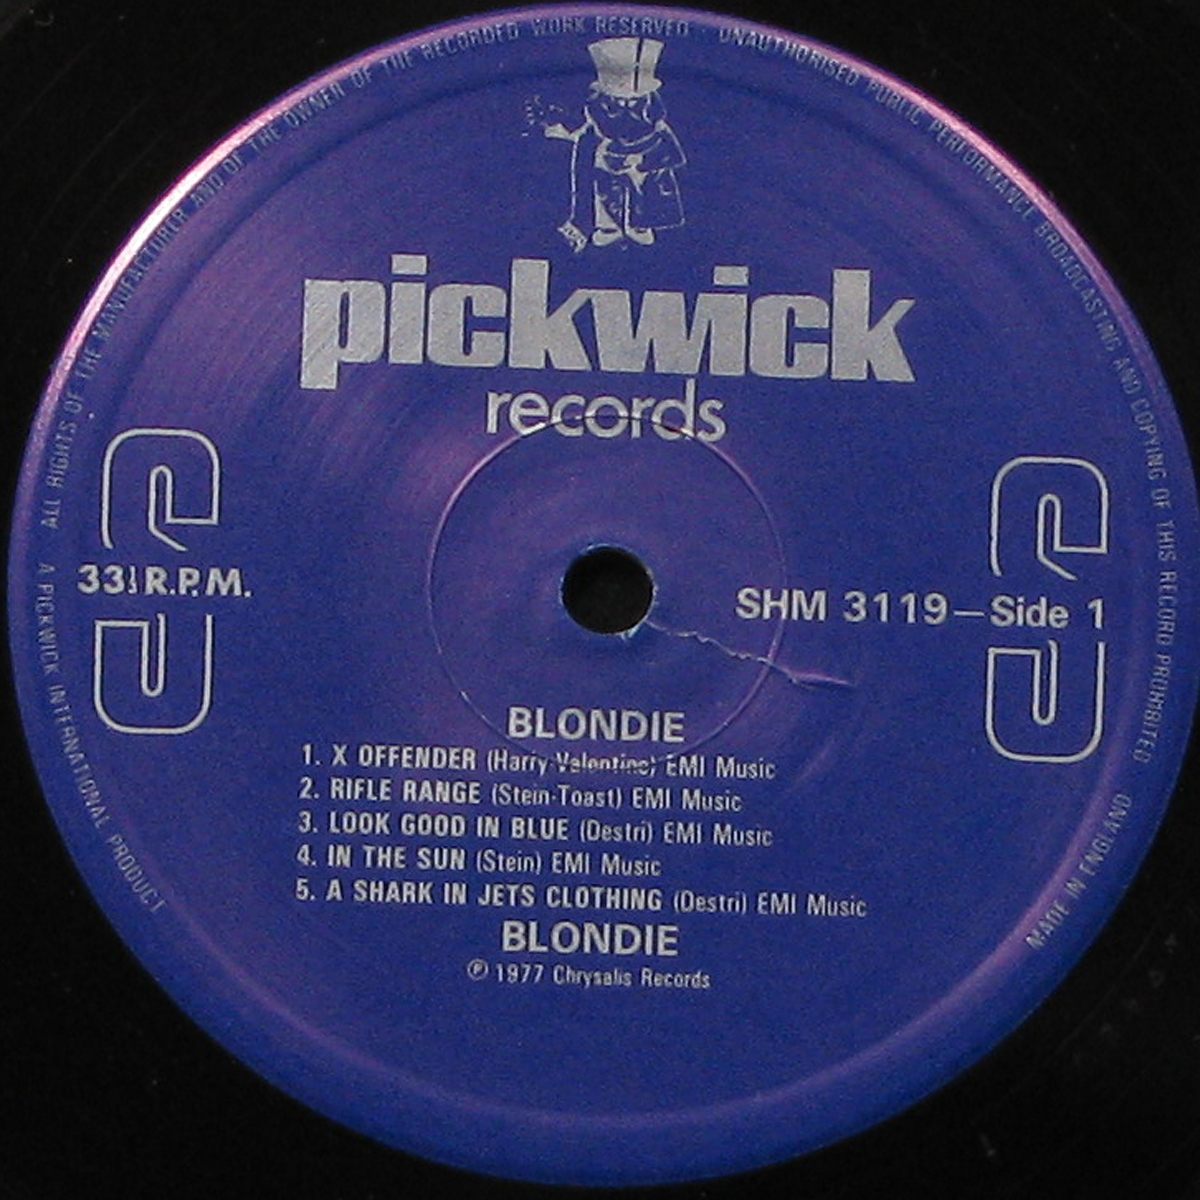 ALL RIGHTS OF THE MANUFACTURER AND OF THE OWNER OF THE RECORDED WORK RESERVED · UNAUTHORISED PUBLIC PERFORMANCE BROADCASTING AND COPYING OF THIS RECORD PROHIBITED
pickwick
records
33⅓ R.P.M.
SHM 3119—Side 1
BLONDIE
1. X OFFENDER (Harry-Valentine) EMI Music
2. RIFLE RANGE (Stein-Toast) EMI Music
3. LOOK GOOD IN BLUE (Destri) EMI Music
4. IN THE SUN (Stein) EMI Music
5. A SHARK IN JETS CLOTHING (Destri) EMI Music
BLONDIE
℗ 1977 Chrysalis Records
A PICKWICK INTERNATIONAL PRODUCT
MADE IN ENGLAND